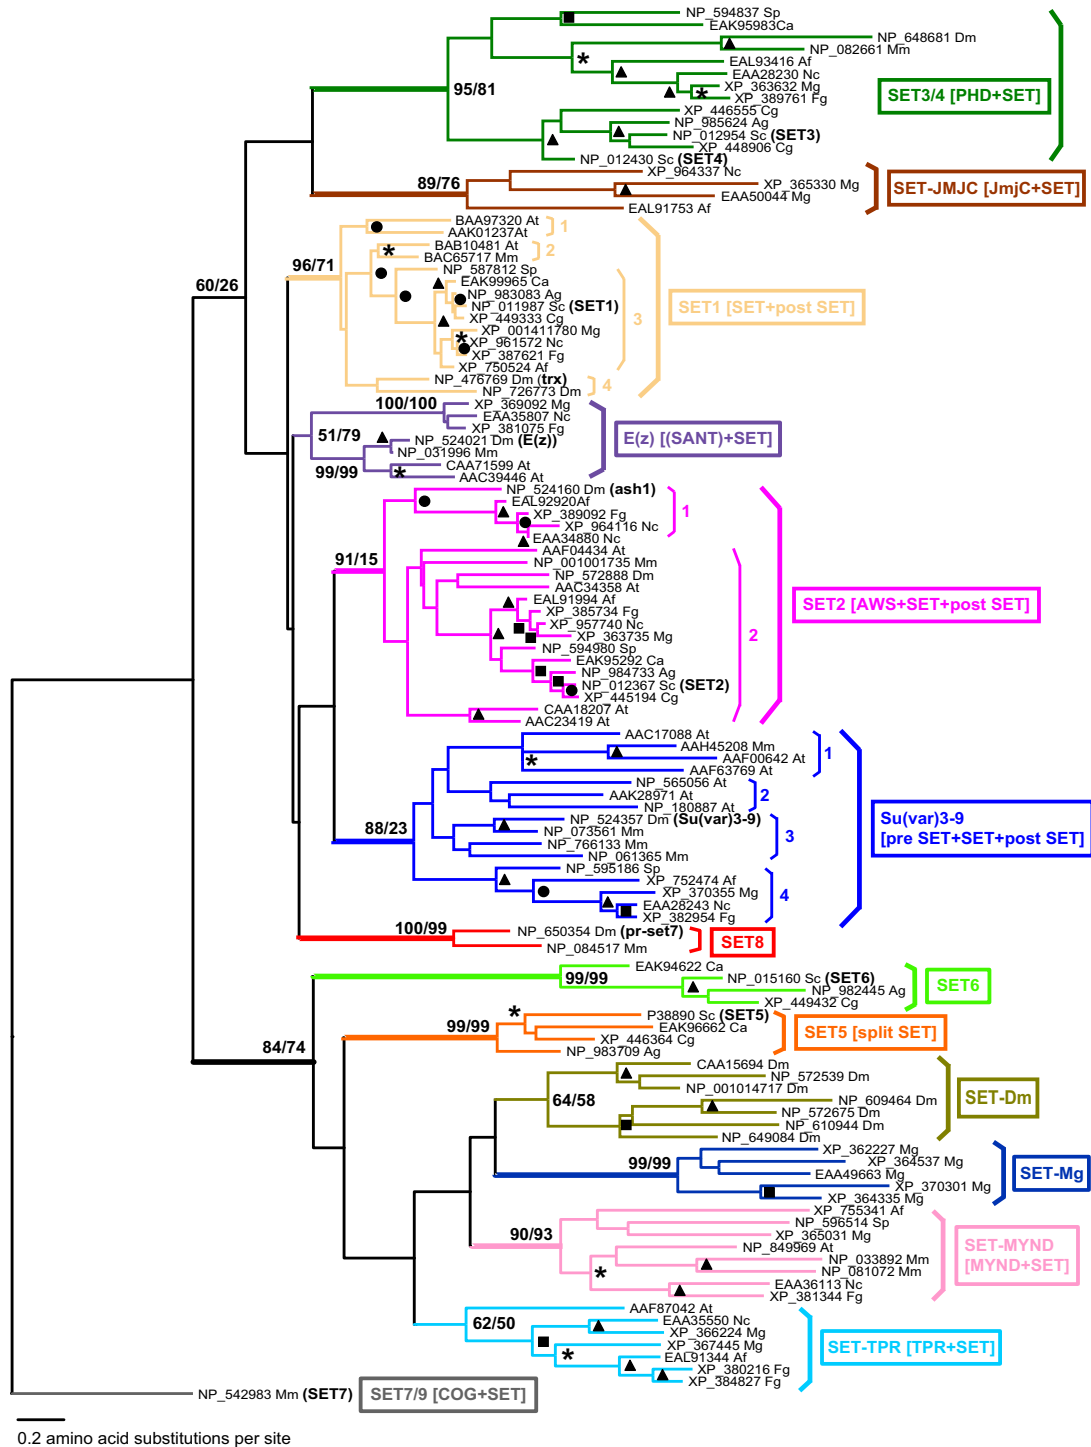 NP_594837 Sp
EAK95983Ca
NP_648681 Dm
NP_082661 Mm
EAL93416 Af
EAA28230 Nc
XP_363632 Mg
XP_389761 Fg
95/81
SET3/4 [PHD+SET]
XP_446555 Cg
NP_985624 Ag
NP_012954 Sc (SET3)
XP_448906 Cg
NP_012430 Sc (SET4)
XP_964337 Nc
89/76
XP_365330 Mg
EAA50044 Mg
SET-JMJC [JmjC+SET]
EAL91753 Af
BAA97320 At
AAK01237At
1
BAB10481 At
BAC65717 Mm
2
96/71
NP_587812 Sp
EAK99965 Ca
60/26
NP_983083 Ag
NP_011987 Sc (SET1)
XP_449333 Cg
3
SET1 [SET+post SET]
XP_001411780 Mg
XP_961572 Nc
XP_387621 Fg
XP_750524 Af
NP_476769 Dm (trx)
NP_726773 Dm
4
100/100
XP_369092 Mg
EAA35807 Nc
XP_381075 Fg
51/79
NP_524021 Dm (E(z))
E(z) [(SANT)+SET]
NP_031996 Mm
99/99
CAA71599 At
AAC39446 At
NP_524160 Dm (ash1)
EAL92920Af
XP_389092 Fg
1
XP_964116 Nc
EAA34880 Nc
91/15
AAF04434 At
NP_001001735 Mm
NP_572888 Dm
AAC34358 At
EAL91994 Af
SET2 [AWS+SET+post SET]
XP_385734 Fg
XP_957740 Nc
XP_363735 Mg
2
NP_594980 Sp
EAK95292 Ca
NP_984733 Ag
NP_012367 Sc (SET2)
XP_445194 Cg
CAA18207 At
AAC23419 At
AAC17088 At
AAH45208 Mm
1
AAF00642 At
AAF63769 At
NP_565056 At
AAK28971 At
2
NP_180887 At
88/23
NP_524357 Dm (Su(var)3-9)
NP_073561 Mm
3
NP_766133 Mm
NP_061365 Mm
Su(var)3-9
[pre SET+SET+post SET]
NP_595186 Sp
XP_752474 Af
XP_370355 Mg
4
EAA28243 Nc
XP_382954 Fg
100/99
NP_650354 Dm (pr-set7)
SET8
NP_084517 Mm
EAK94622 Ca
99/99
NP_015160 Sc (SET6)
NP_982445 Ag
SET6
XP_449432 Cg
99/99
P38890 Sc (SET5)
EAK96662 Ca
SET5 [split SET]
XP_446364 Cg
NP_983709 Ag
84/74
CAA15694 Dm
NP_572539 Dm
NP_001014717 Dm
64/58
NP_609464 Dm
SET-Dm
NP_572675 Dm
NP_610944 Dm
NP_649084 Dm
99/99
XP_362227 Mg
XP_364537 Mg
EAA49663 Mg
SET-Mg
XP_370301 Mg
XP_364335 Mg
XP_755341 Af
90/93
NP_596514 Sp
XP_365031 Mg
NP_849969 At
SET-MYND
[MYND+SET]
NP_033892 Mm
NP_081072 Mm
EAA36113 Nc
XP_381344 Fg
AAF87042 At
62/50
EAA35550 Nc
XP_366224 Mg
XP_367445 Mg
SET-TPR [TPR+SET]
EAL91344 Af
XP_380216 Fg
XP_384827 Fg
NP_542983 Mm (SET7)
SET7/9 [COG+SET]
0.2 amino acid substitutions per site